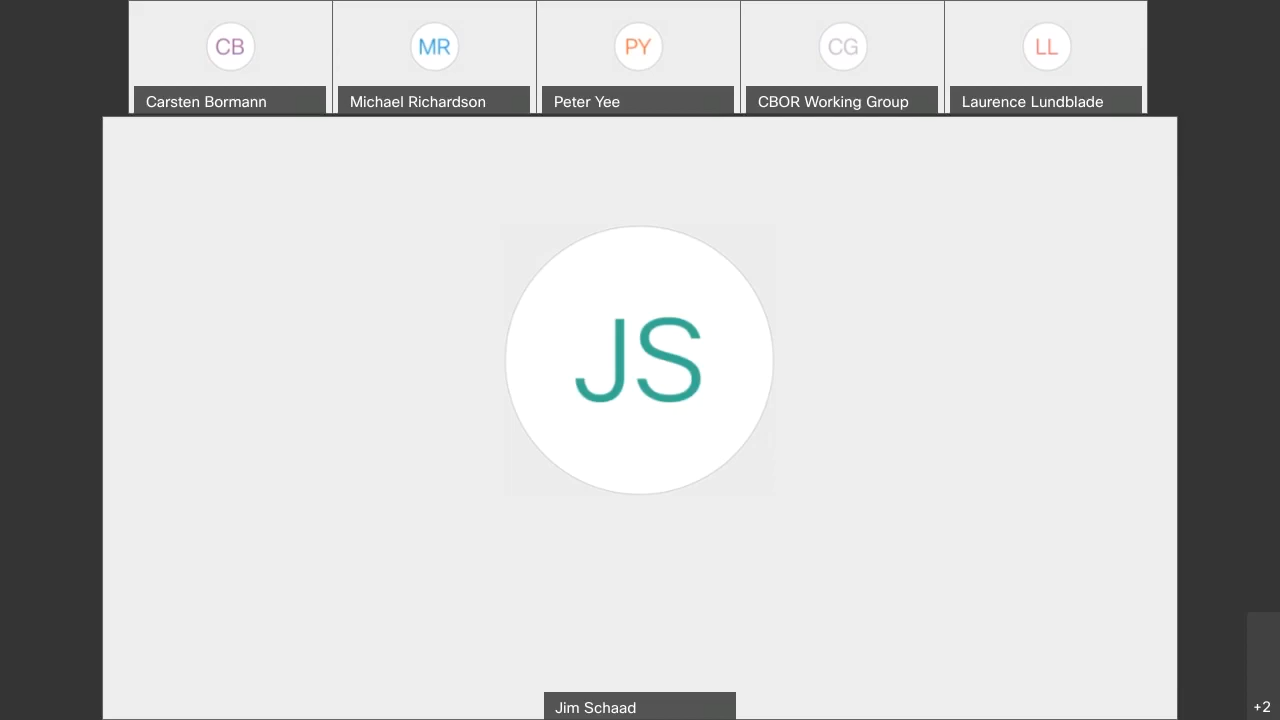 CB
MR
PY
CG
LL
Carsten Bormann
Michael Richardson
Peter Yee
CBOR Working Group
Laurence Lundblade
JS
Jim Schaad
+2